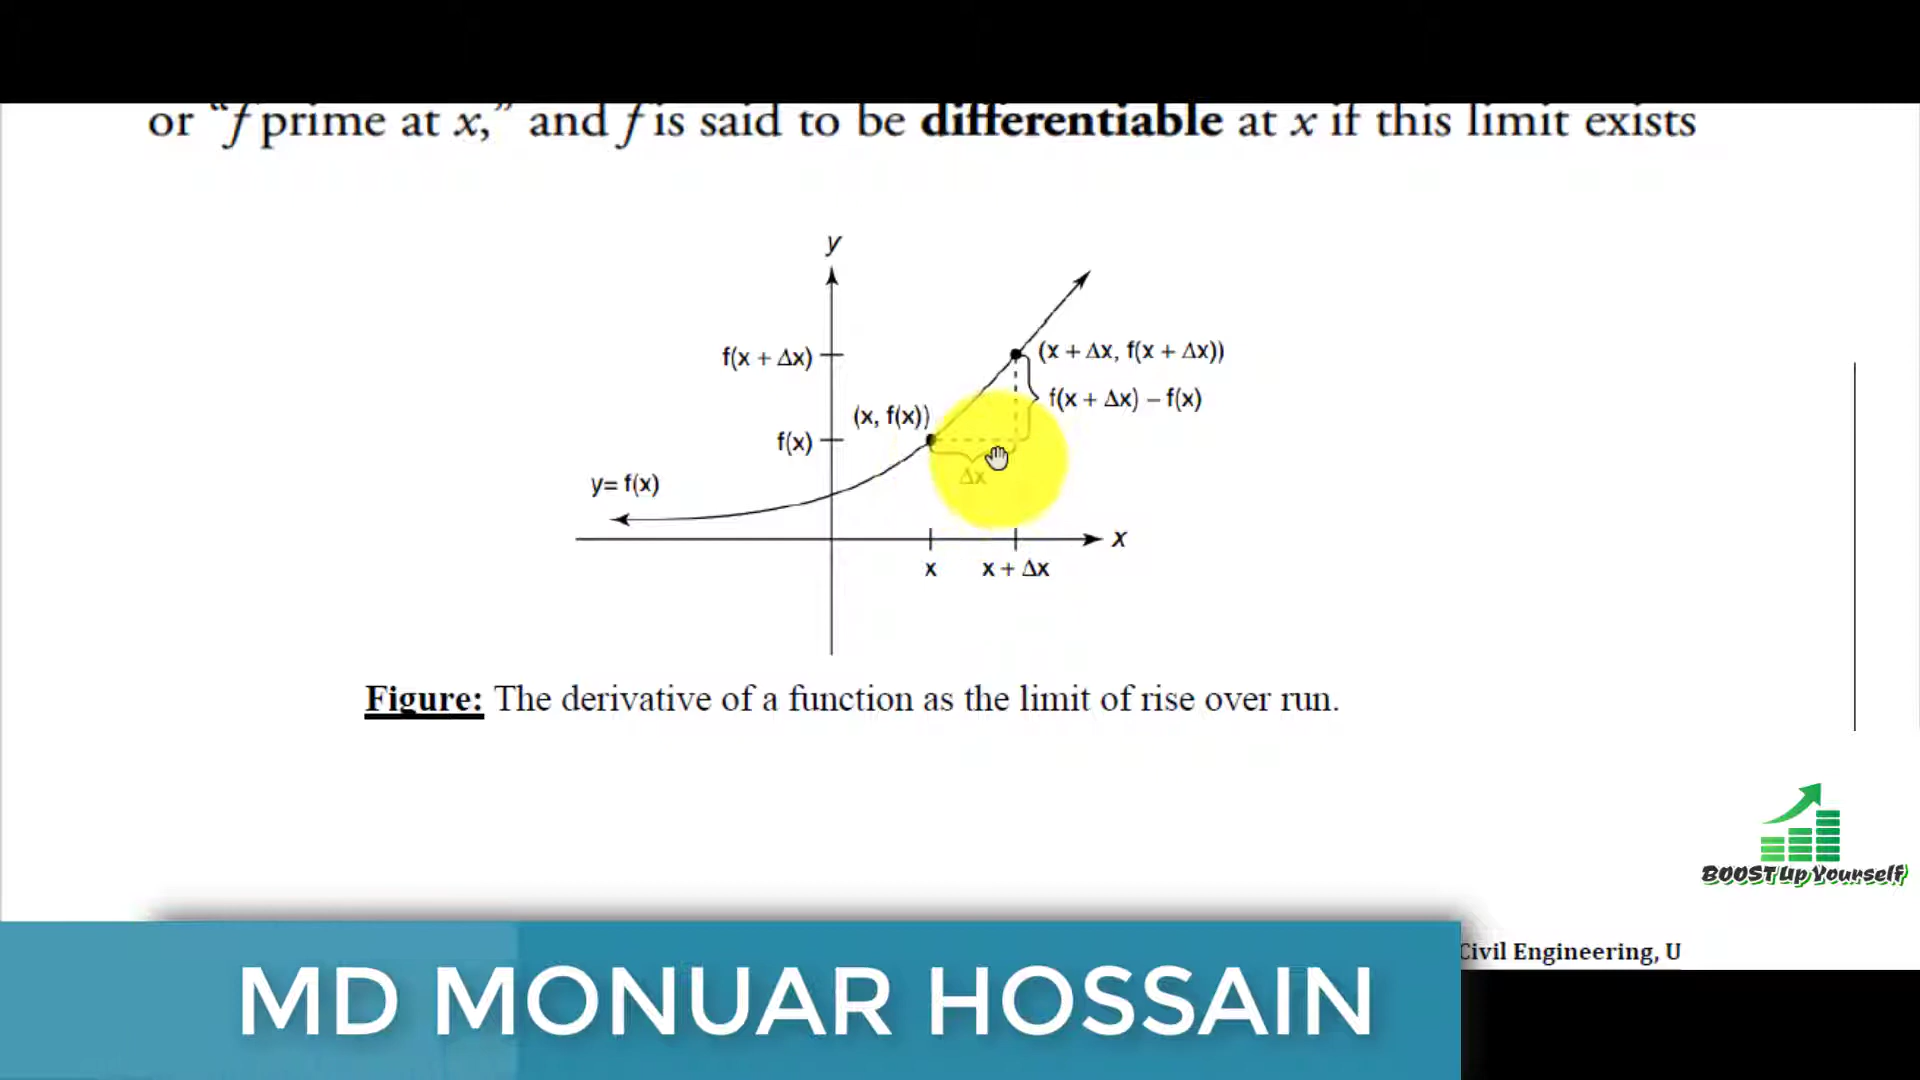 or “f prime at x,” and f is said to be differentiable at x if this limit exists
y
f(x + Δx)
(x + Δx, f(x + Δx))
f(x + Δx) – f(x)
(x, f(x))
f(x)
Δx
y= f(x)
x
x
x + Δx
Figure: The derivative of a function as the limit of rise over run.
BOOST Up Yourself
Civil Engineering, U
MD MONUAR HOSSAIN